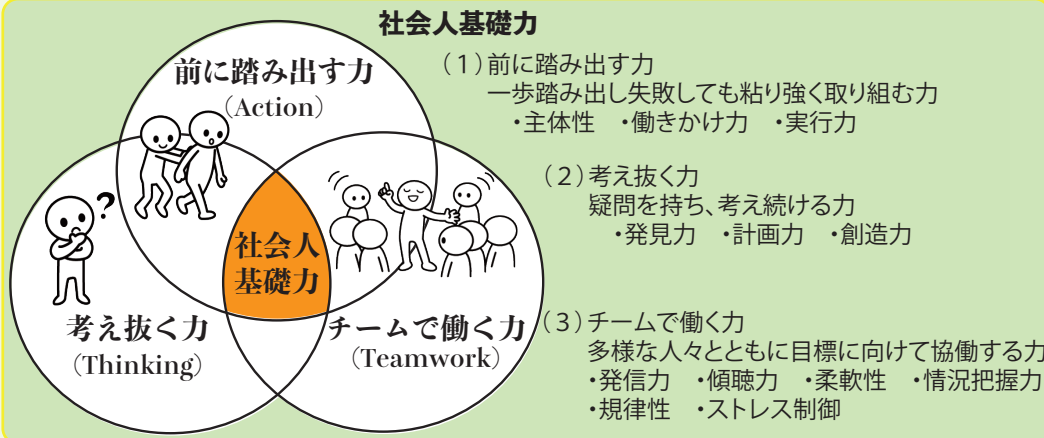 社会人基礎力
前に踏み出す力
(Action)
?
社会人
基礎力
考え抜く力
(Thinking)
チームで働く力
(Teamwork)
(1)前に踏み出す力
一歩踏み出し失敗しても粘り強く取り組む力
・主体性 ・働きかけ力 ・実行力
(2)考え抜く力
疑問を持ち、考え続ける力
・発見力 ・計画力 ・創造力
(3)チームで働く力
多様な人々とともに目標に向けて協働する力
・発信力 ・傾聴力 ・柔軟性 ・情況把握力
・規律性 ・ストレス制御